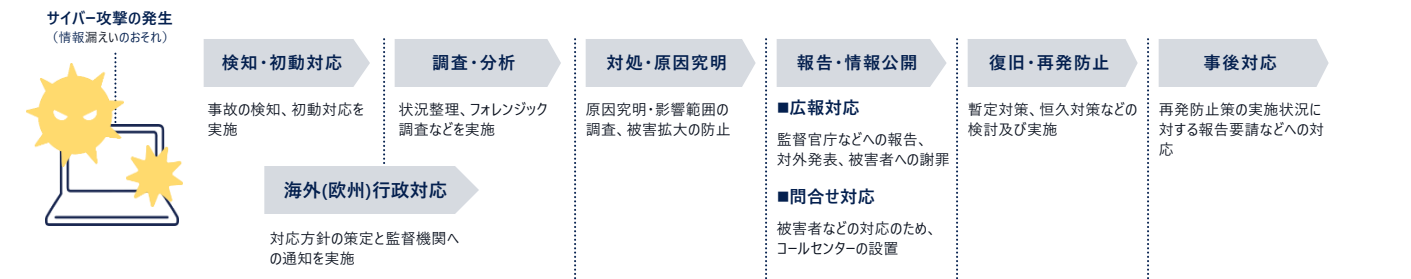 サイバー攻撃の発生
（情報漏えいのおそれ）
検知・初動対応
事故の検知、初動対応を
実施
調査・分析
状況整理、フォレンジック
調査などを実施
海外(欧州)行政対応
対応方針の策定と監督機関へ
の通知を実施
対処・原因究明
原因究明・影響範囲の
調査、被害拡大の防止
報告・情報公開
■広報対応
監督官庁などへの報告、
対外発表、被害者への謝罪
■問合せ対応
被害者などの対応のため、
コールセンターの設置
復旧・再発防止
暫定対策、恒久対策などの
検討及び実施
事後対応
再発防止策の実施状況に
対する報告要請などへの対
応